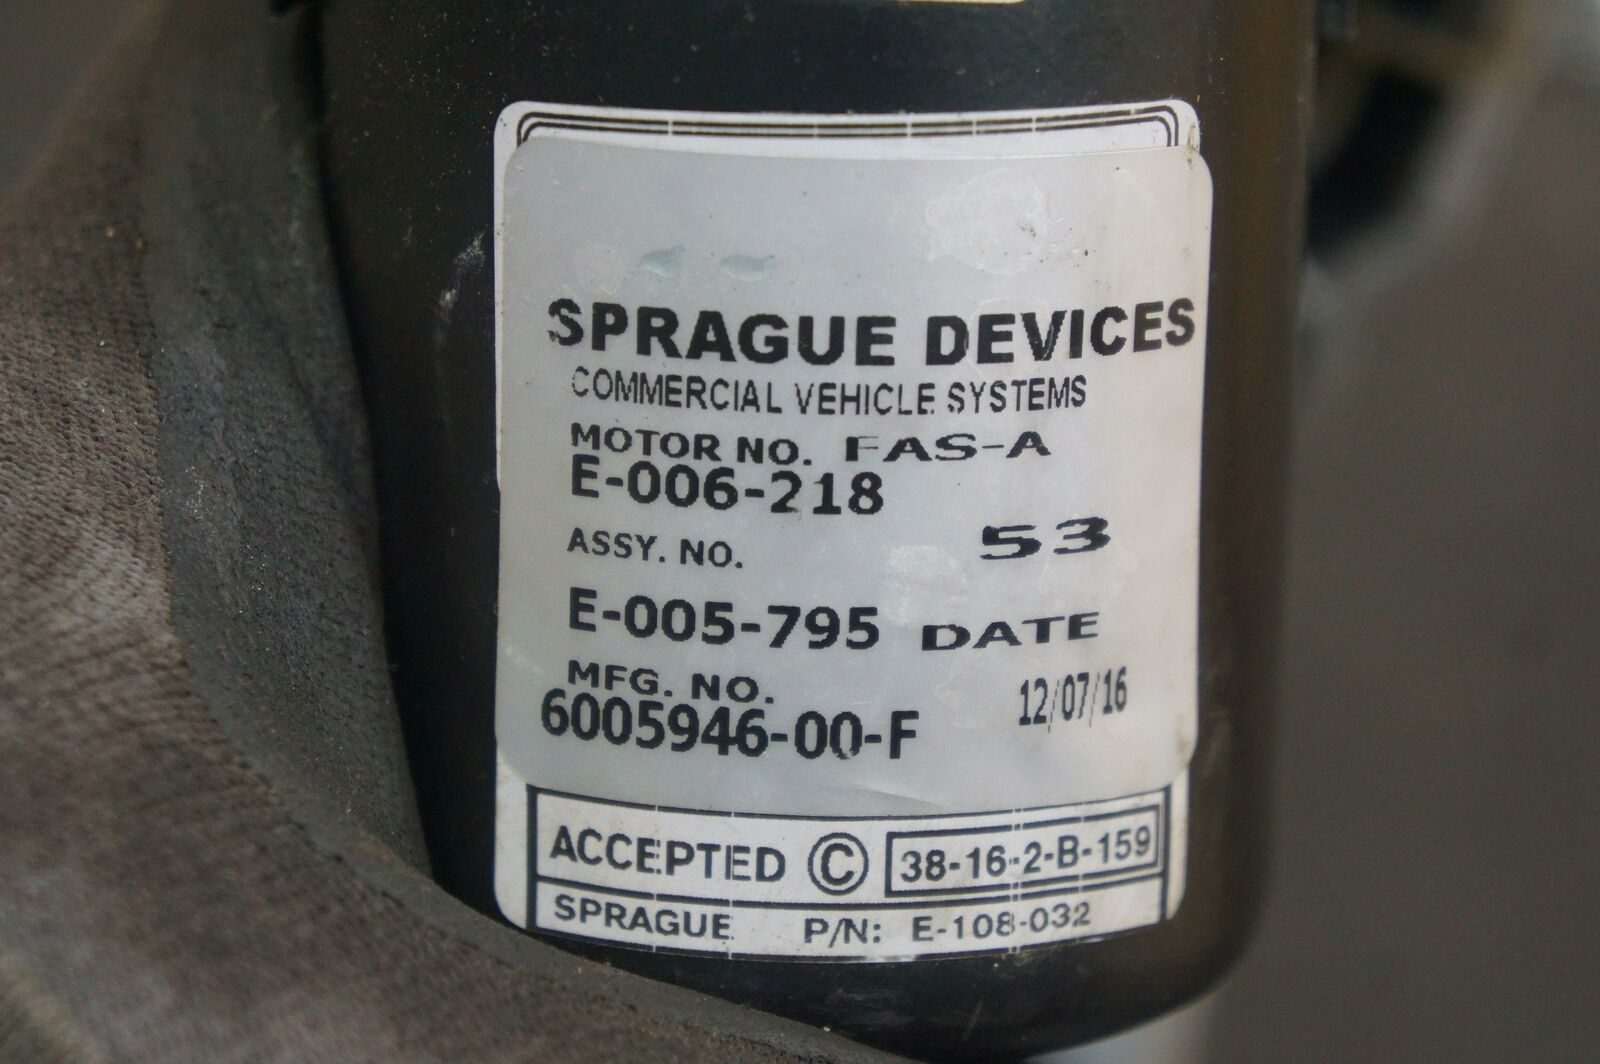 SPRAGUE DEVICES
COMMERCIAL VEHICLE SYSTEMS
MOTOR NO. FAS-A
E-006-218
ASSY. NO. 53
E-005-795 DATE
MFG. NO.
6005946-00-F 12/07/16
ACCEPTED © 38-16-2-B-159
SPRAGUE P/N: E-108-032